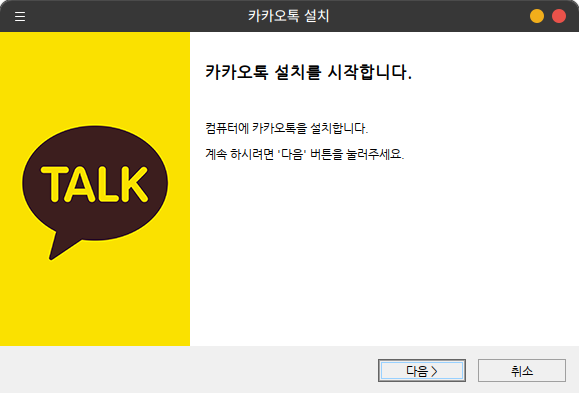 카카오톡 설치
카카오톡 설치를 시작합니다.
컴퓨터에 카카오톡을 설치합니다.
계속 하시려면 '다음' 버튼을 눌러주세요.
TALK
다음 >
취소